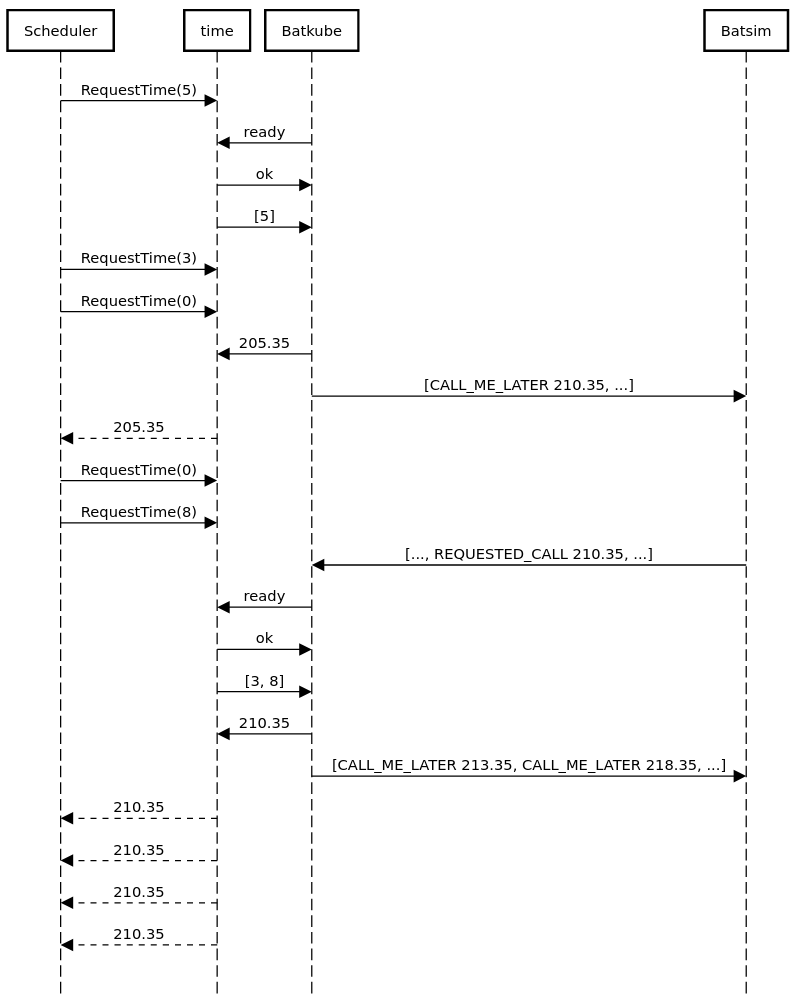 Scheduler
time
Batkube
Batsim
RequestTime(5)
ready
ok
[5]
RequestTime(3)
RequestTime(0)
205.35
[CALL_ME_LATER 210.35, ...]
205.35
RequestTime(0)
RequestTime(8)
[..., REQUESTED_CALL 210.35, ...]
ready
ok
[3, 8]
210.35
[CALL_ME_LATER 213.35, CALL_ME_LATER 218.35, ...]
210.35
210.35
210.35
210.35